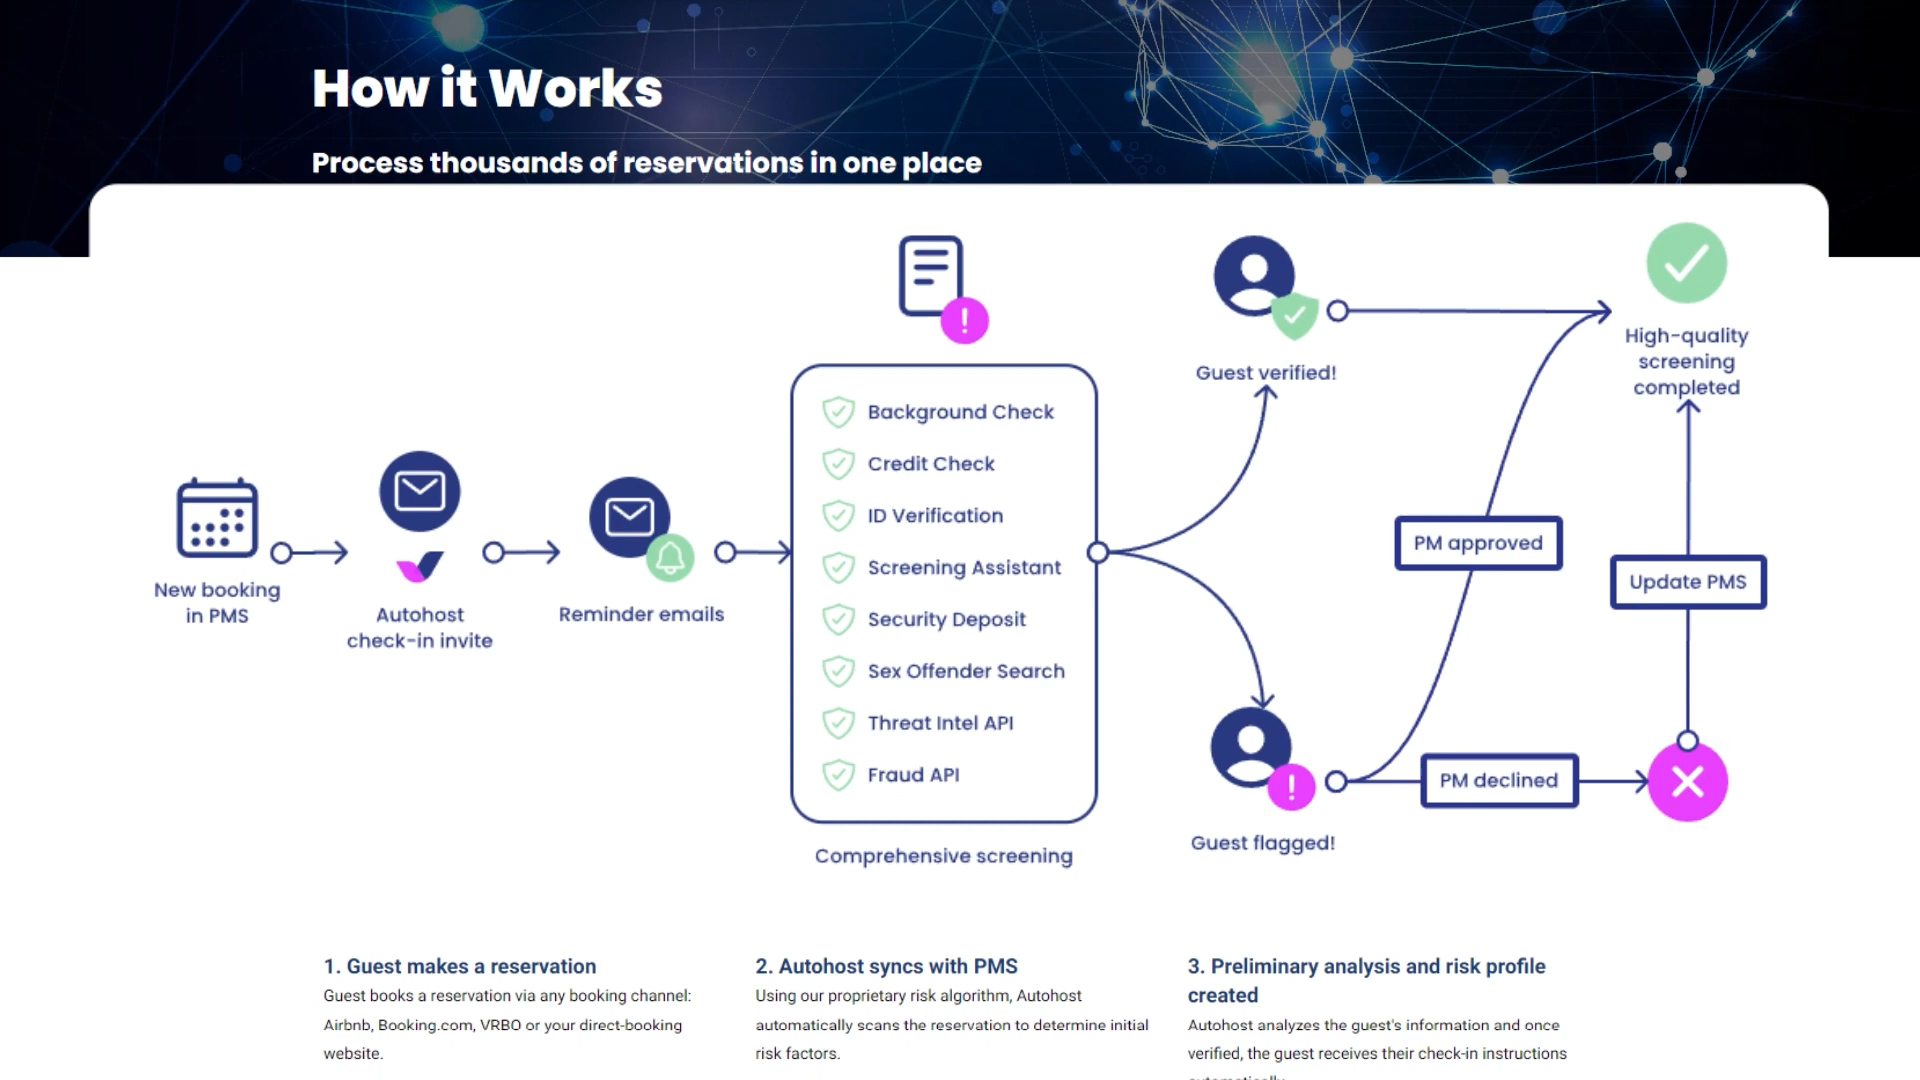 How it Works
Process thousands of reservations in one place
New booking
in PMS
Autohost
check-in invite
Reminder emails
Background Check
Credit Check
ID Verification
Screening Assistant
Security Deposit
Sex Offender Search
Threat Intel API
Fraud API
Comprehensive screening
Guest verified!
Guest flagged!
PM approved
PM declined
Update PMS
High-quality
screening
completed
1. Guest makes a reservation
Guest books a reservation via any booking channel:
Airbnb, Booking.com, VRBO or your direct-booking
website.
2. Autohost syncs with PMS
Using our proprietary risk algorithm, Autohost
automatically scans the reservation to determine initial
risk factors.
3. Preliminary analysis and risk profile
created
Autohost analyzes the guest's information and once
verified, the guest receives their check-in instructions